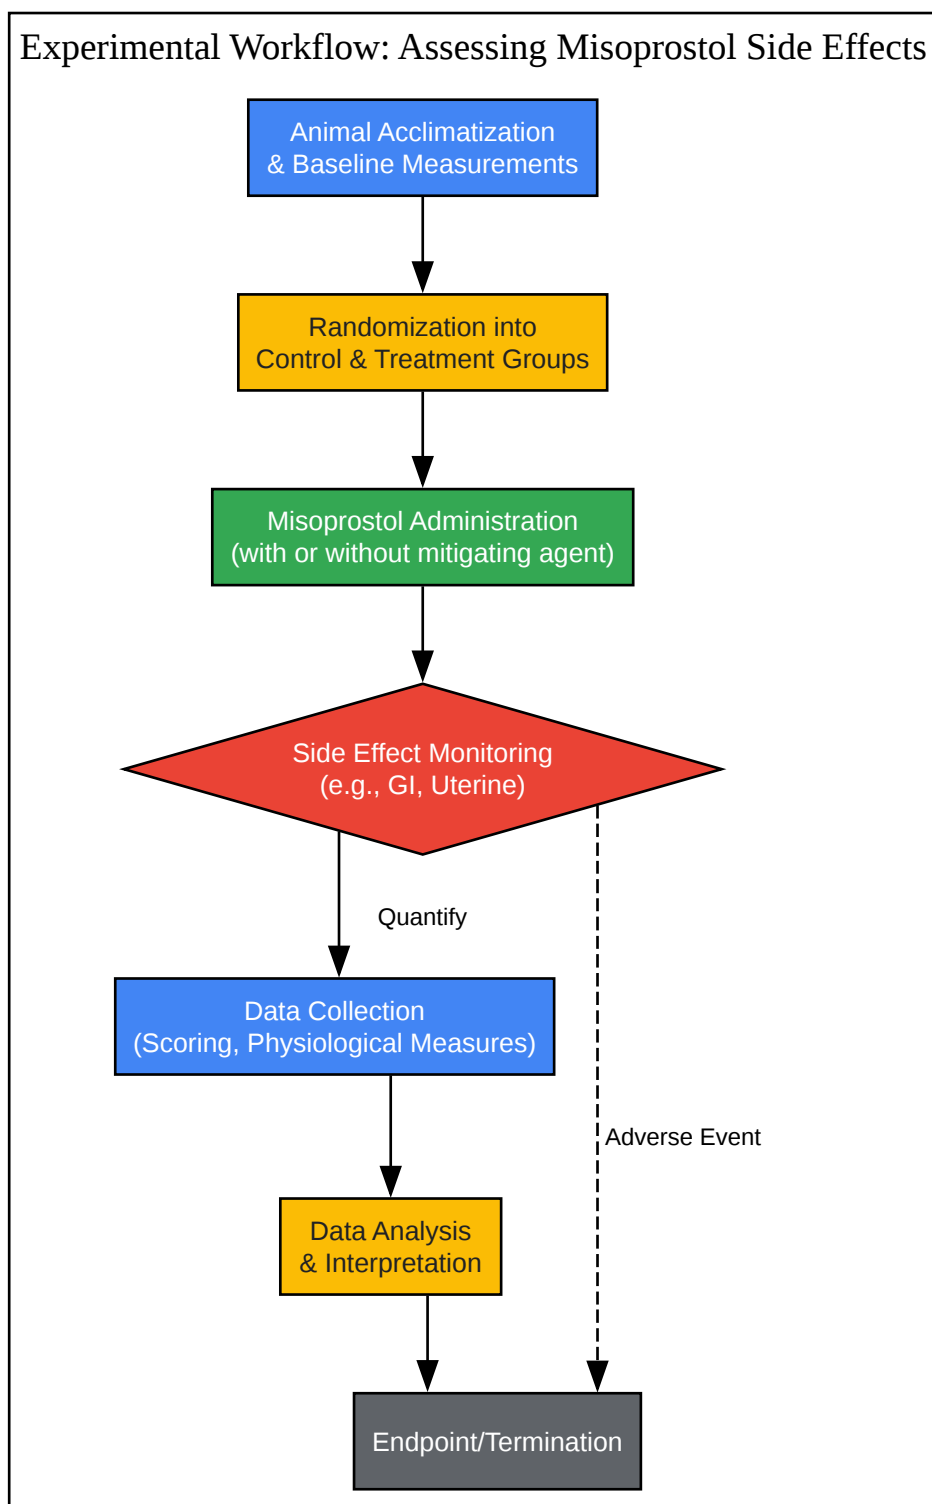 Experimental Workflow: Assessing Misoprostol Side Effects
Animal Acclimatization
& Baseline Measurements
Randomization into
Control & Treatment Groups
Misoprostol Administration
(with or without mitigating agent)
Side Effect Monitoring
(e.g., GI, Uterine)
Quantify
Data Collection
(Scoring, Physiological Measures)
Adverse Event
Data Analysis
& Interpretation
Endpoint/Termination